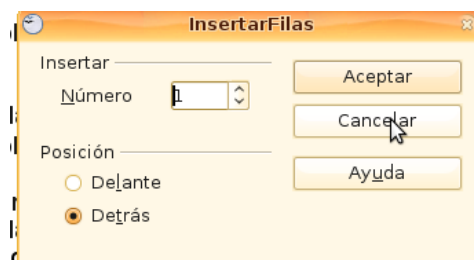 InsertarFilas
Insertar
Número 1
Posición
Delante
Detrás
Aceptar
Cancelar
Ayuda